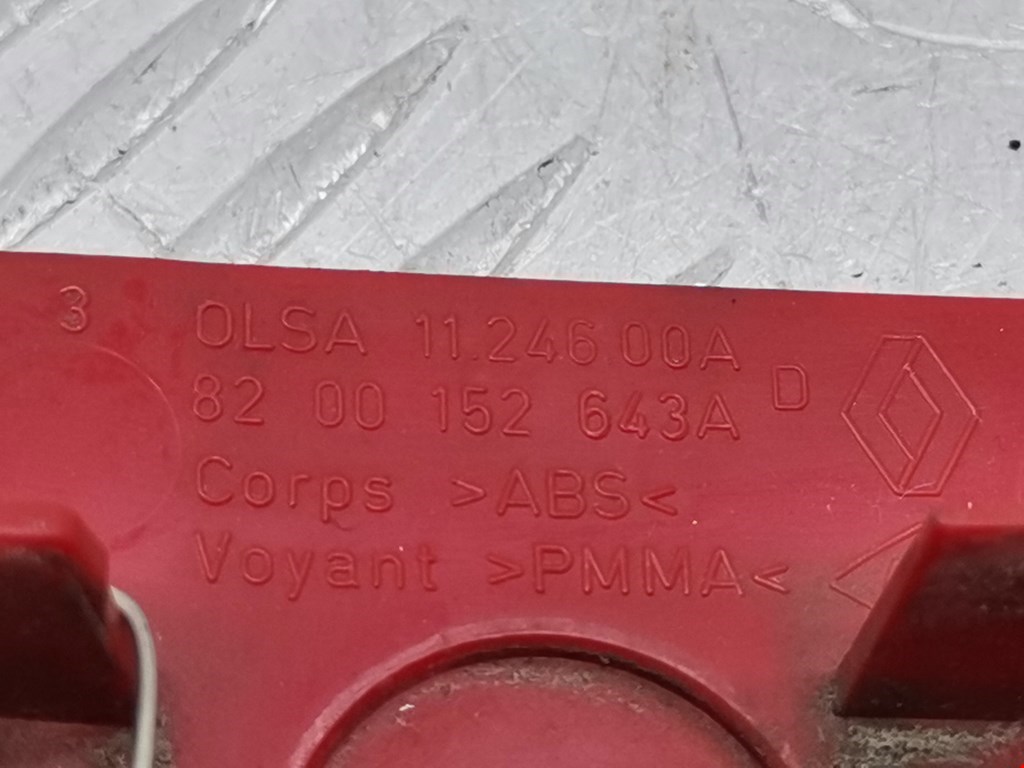 3
OLSA 11.246 00A
82 00 152 643A D
Corps >ABS<
Voyant >PMMA<